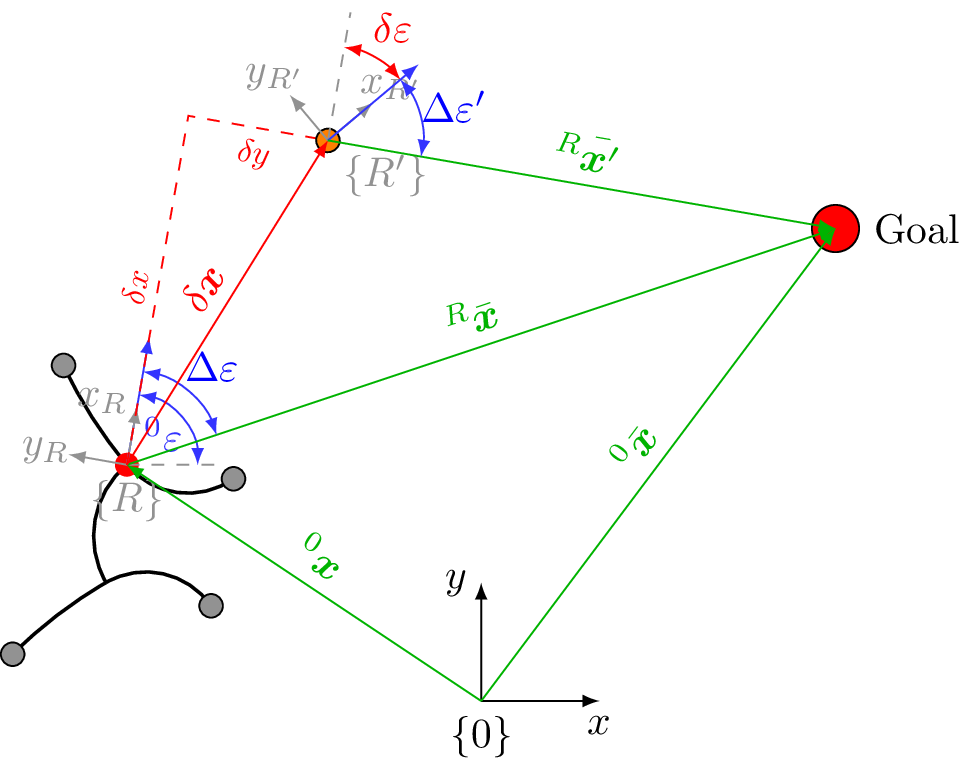 δε
y_{R'}
x_{R'}
Δε'
δy
{R'}
^{R}x̄'
Goal
δx
δ𝒙
^{R}x̄
Δε
x_R
^{0}ε
y_R
{R}
^{0}x̄
^{0}x
y
{0}
x